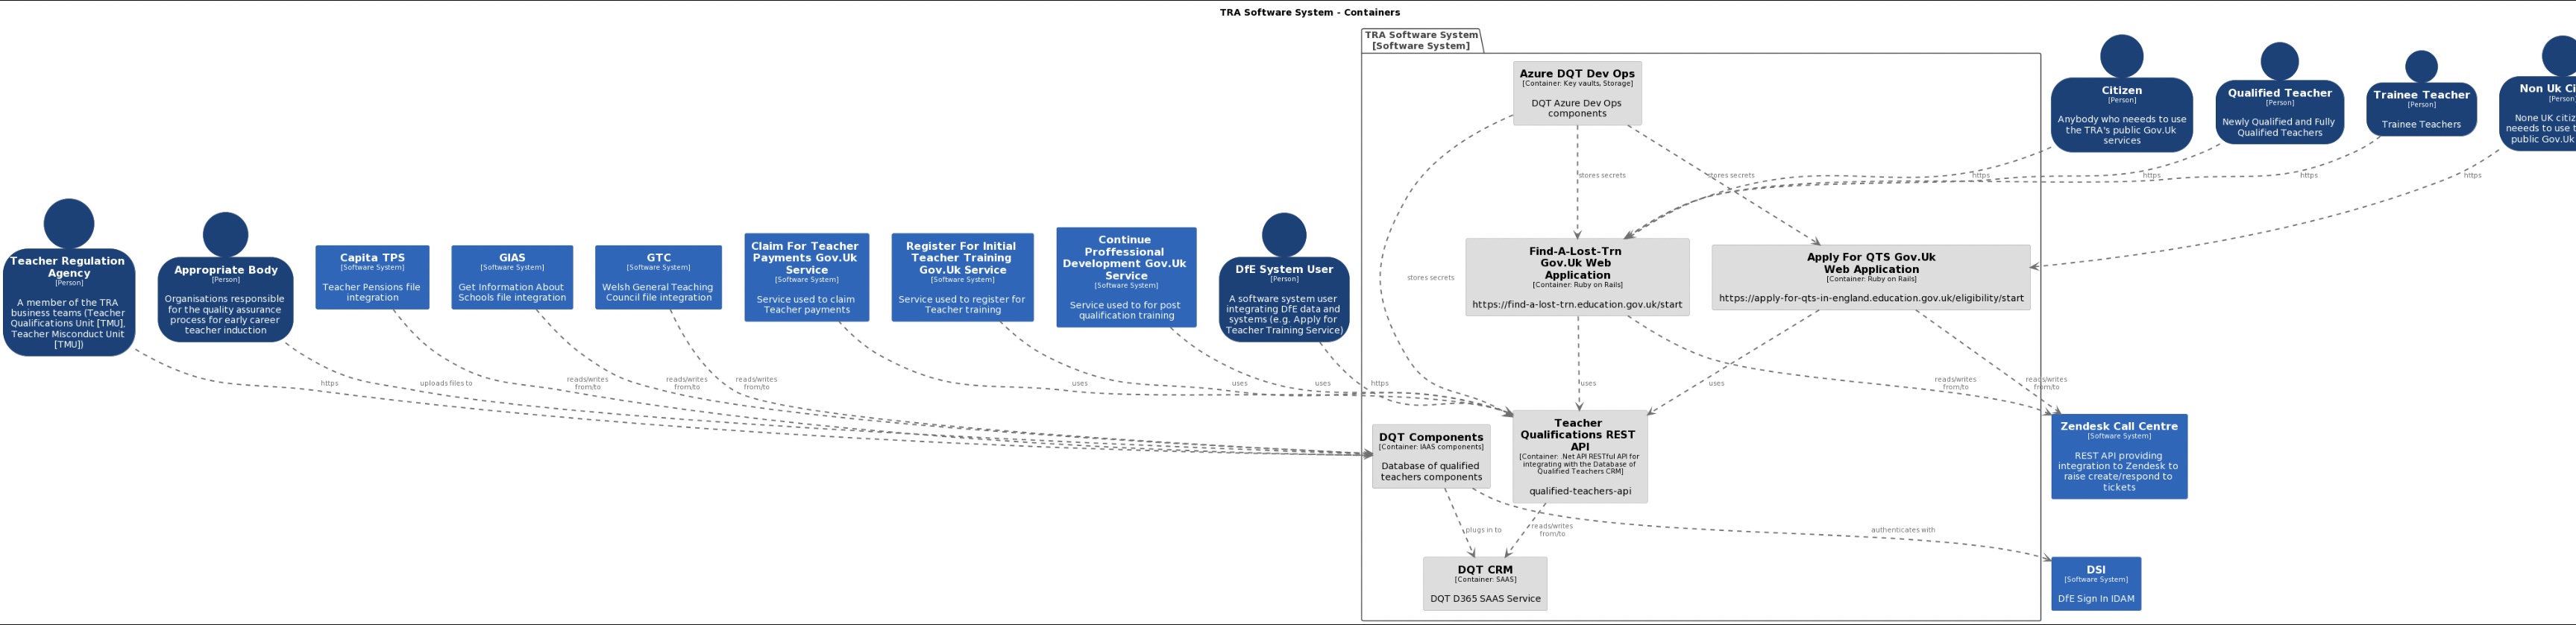 TRA Software System - Containers
TRA Software System
[Software System]
Azure DQT Dev Ops
[Container: Key vaults, Storage]
DQT Azure Dev Ops
components
Citizen
[Person]
Anybody who neeeds to use
the TRA's public Gov.Uk
services
Qualified Teacher
[Person]
Newly Qualified and Fully
Qualified Teachers
Trainee Teacher
[Person]
Trainee Teachers
Non Uk
[Person
None UK
neeeds to use
public Gov.Uk
stores secrets
stores secrets
https
https
https
https
Teacher Regulation
Agency
[Person]
A member of the TRA
business teams (Teacher
Qualifications Unit [TMU],
Teacher Misconduct Unit
[TMU])
Appropriate Body
[Person]
Organisations responsible
for the quality assurance
process for early career
teacher induction
Capita TPS
[Software System]
Teacher Pensions file
integration
GIAS
[Software System]
Get Information About
Schools file integration
GTC
[Software System]
Welsh General Teaching
Council file integration
Claim For Teacher
Payments Gov.Uk
Service
[Software System]
Service used to claim
Teacher payments
Register For Initial
Teacher Training
Gov.Uk Service
[Software System]
Service used to register for
Teacher training
Continue
Proffessional
Development Gov.Uk
Service
[Software System]
Service used to for post
qualification training
DfE System User
[Person]
A software system user
integrating DfE data and
systems (e.g. Apply for
Teacher Training Service)
stores secrets
Find-A-Lost-Trn
Gov.Uk Web
Application
[Container: Ruby on Rails]
https://find-a-lost-trn.education.gov.uk/start
Apply For QTS Gov.Uk
Web Application
[Container: Ruby on Rails]
https://apply-for-qts-in-england.education.gov.uk/eligibility/start
https
uploads files to
reads/writes
from/to
reads/writes
from/to
reads/writes
from/to
uses
uses
uses
https
uses
uses
reads/writes
from/to
reads/writes
from/to
DQT Components
[Container: IAAS components]
Database of qualified
teachers components
Teacher
Qualifications REST
API
[Container: .Net API RESTful API for
integrating with the Database of
Qualified Teachers CRM]
qualified-teachers-api
Zendesk Call Centre
[Software System]
REST API providing
integration to Zendesk to
raise create/respond to
tickets
plugs in to
reads/writes
from/to
authenticates with
DQT CRM
[Container: SAAS]
DQT D365 SAAS Service
DSI
[Software System]
DfE Sign In IDAM